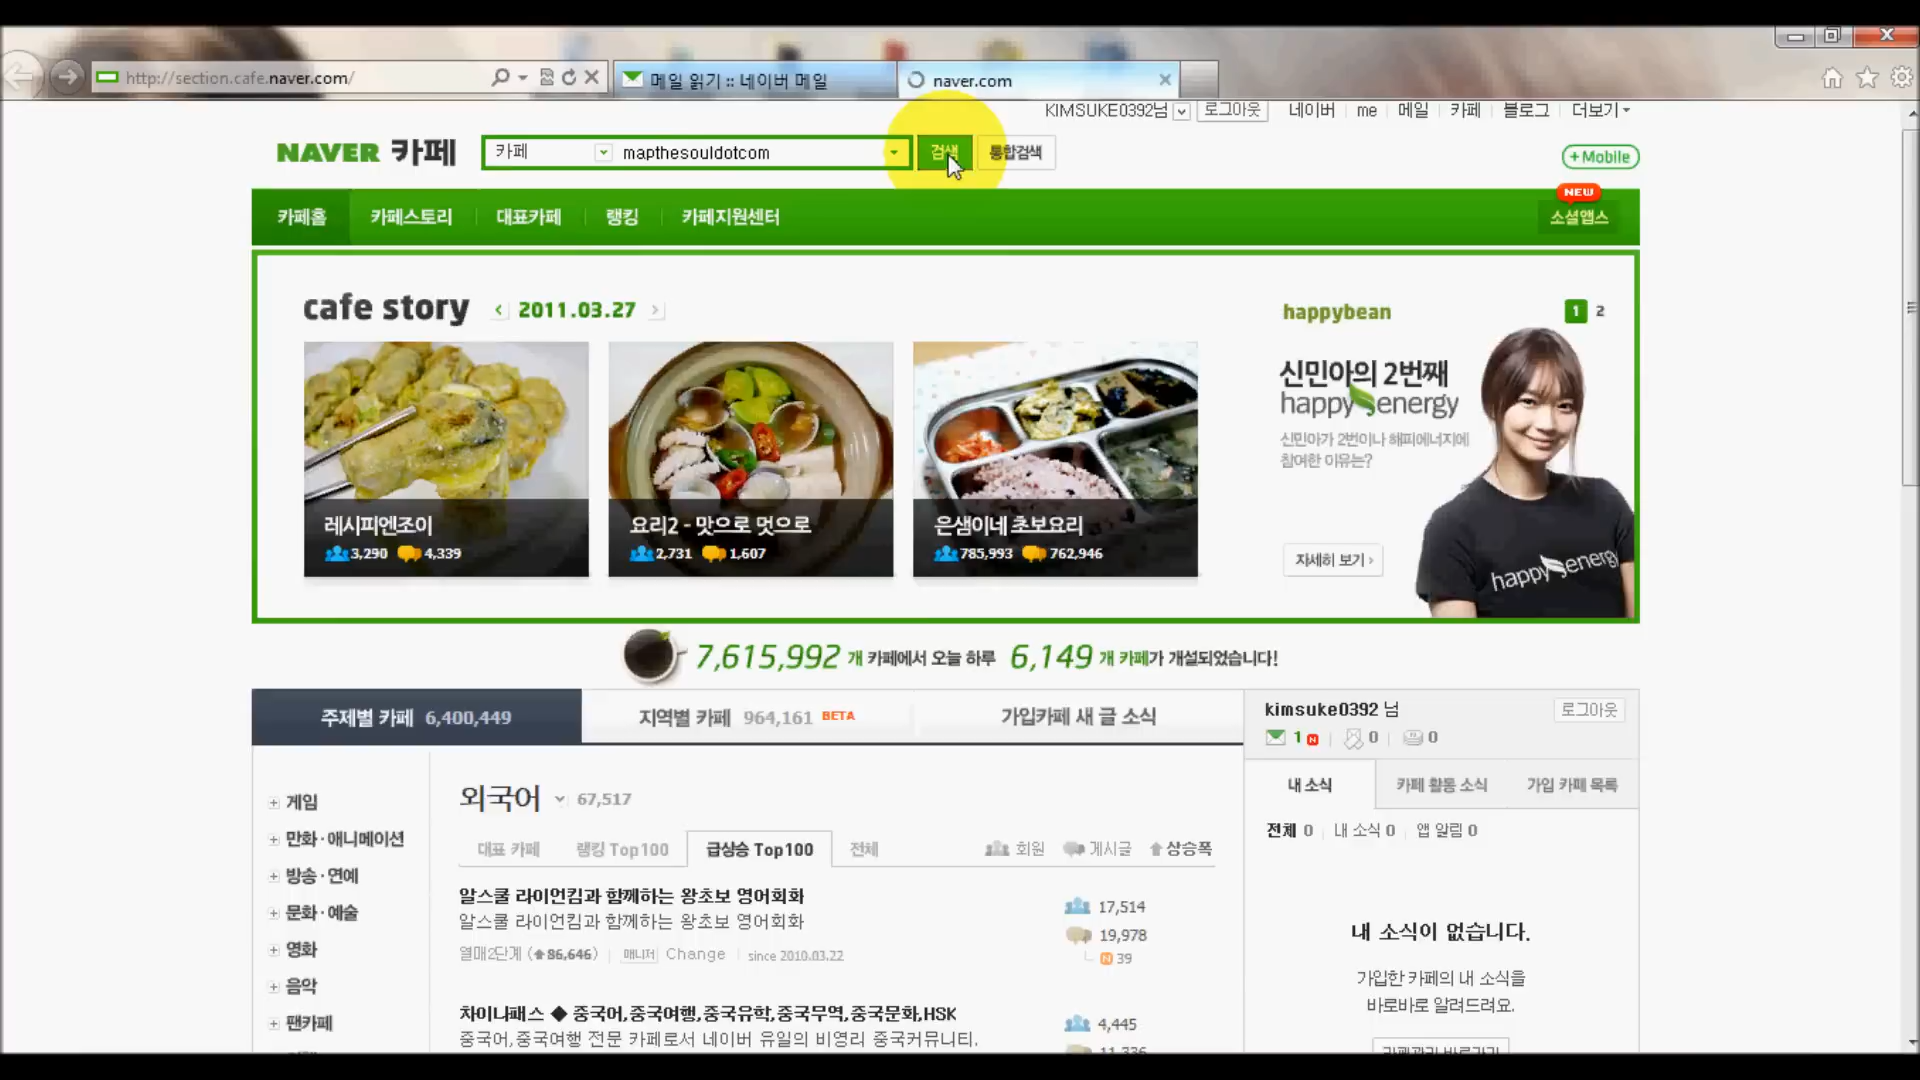 http://section.cafe.naver.com/
메일 읽기 :: 네이버 메일
naver.com
KIMSUKE0392님
로그아웃
네이버 me 메일 카페 블로그 더보기
NAVER 카페
카페
mapthesouldotcom
검색
통합검색
+Mobile
카페홈 카페스토리 대표카페 랭킹 카페지원센터
NEW
소셜앱스
cafe story
2011.03.27
happybean
1 2
신민아의 2번째
happy energy
신민아가 2번이나 해피에너지에
참여한 이유는?
자세히 보기
happy energy
레시피엔조이
3,290 4,339
요리2 - 맛으로 멋으로
2,731 1,607
은샘이네 초보요리
785,993 762,946
7,615,992 개 카페에서 오늘 하루 6,149 개 카페가 개설되었습니다!
주제별 카페 6,400,449
지역별 카페 964,161 BETA
가입카페 새 글 소식
kimsuke0392 님
로그아웃
1 N 0 0
내 소식 카페 활동 소식 가입 카페 목록
전체 0 내 소식 0 앱 알림 0
내 소식이 없습니다.
가입한 카페의 내 소식을
바로바로 알려드려요.
게임
만화·애니메이션
방송·연예
문화·예술
영화
음악
팬카페
외국어 67,517
대표 카페 랭킹 Top100 급상승 Top100 전체
회원 게시글 상승폭
알스쿨 라이언킴과 함께하는 왕초보 영어회화
알스쿨 라이언킴과 함께하는 왕초보 영어회화
열매2단계 (86,646) 매니저 Change since 2010.03.22
17,514
19,978
N 39
차이나패스 ◆ 중국어,중국여행,중국유학,중국무역,중국문화,HSK
중국어,중국여행 전문 카페로서 네이버 유일의 비영리 중국커뮤니티.
4,445